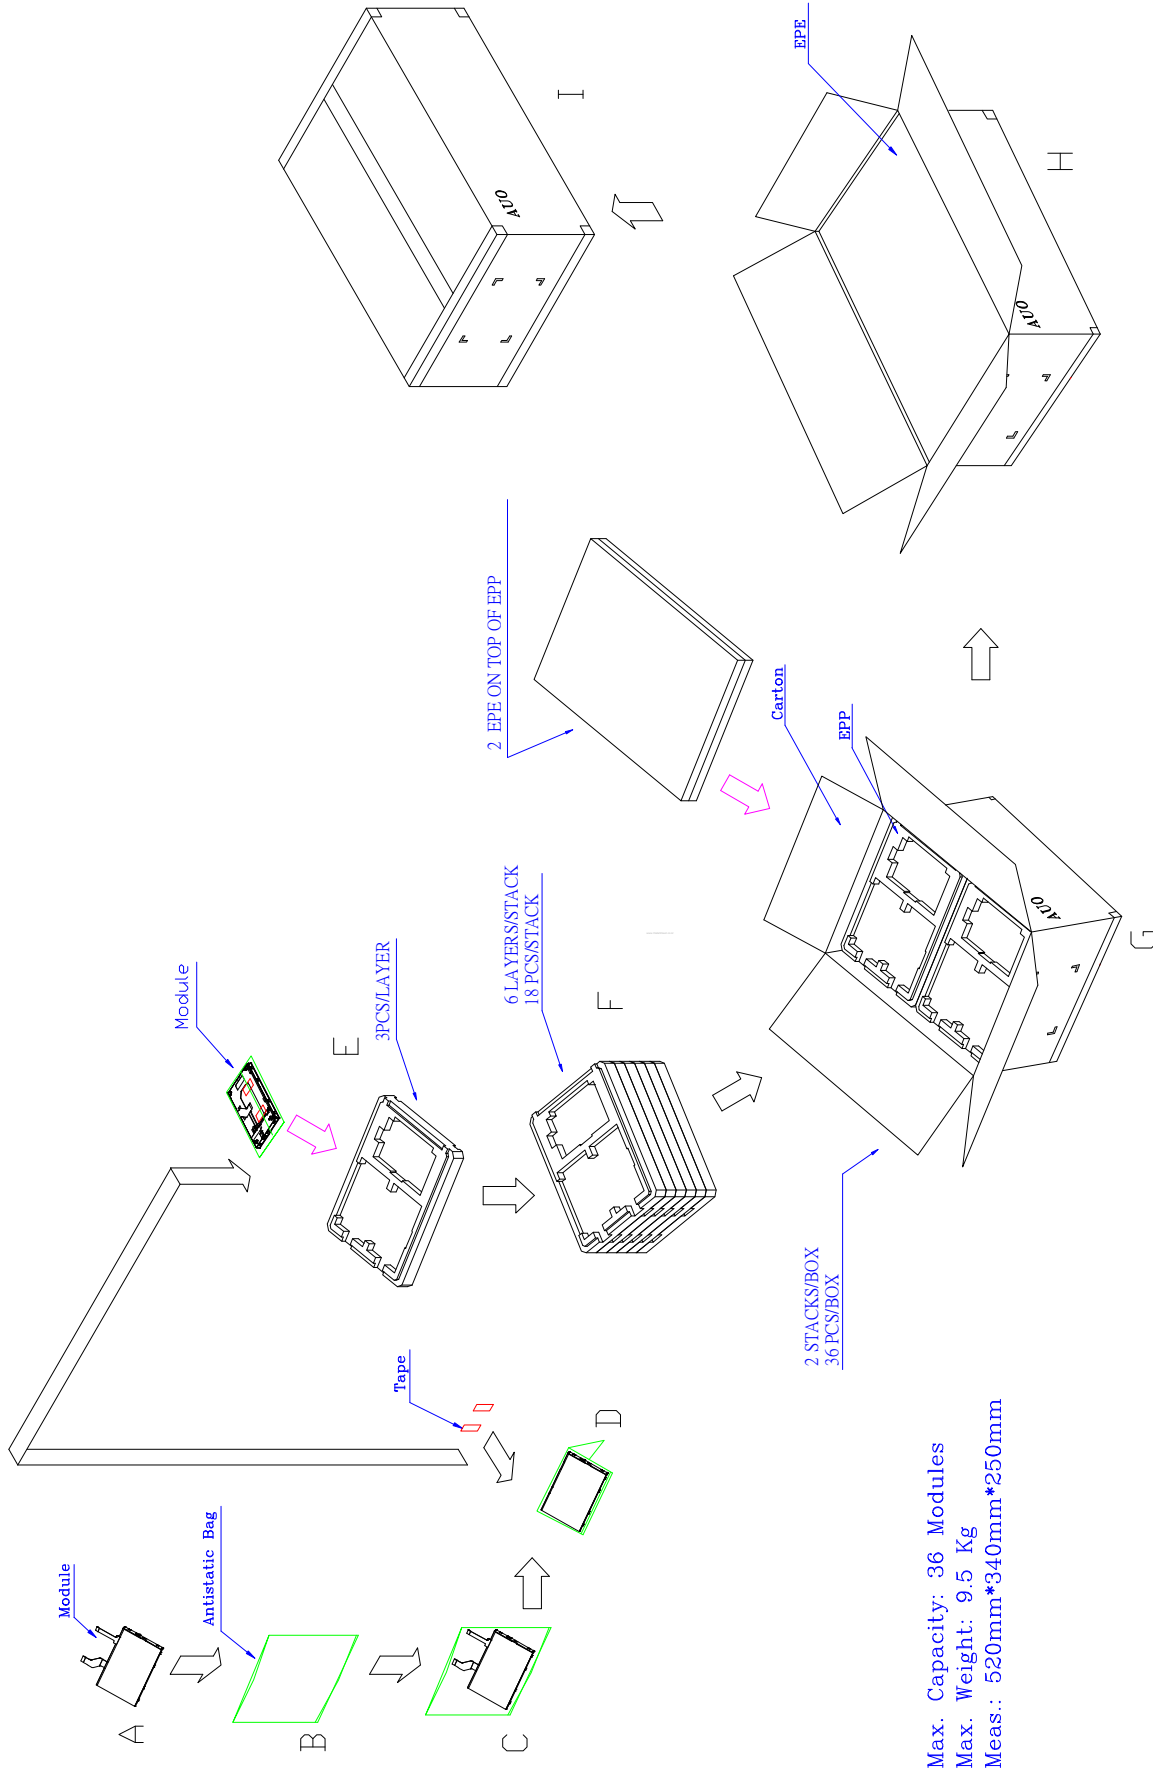 A
Module
B
Antistatic Bag
C
D
Tape
Module
E
3PCS/LAYER
F
6 LAYERS/STACK
18 PCS/STACK
2 EPE ON TOP OF EPP
G
Carton
EPP
AUO
2 STACKS/BOX
36 PCS/BOX
H
EPE
AUO
I
AUO
Max. Capacity: 36 Modules
Max. Weight: 9.5 Kg
Meas.: 520mm*340mm*250mm